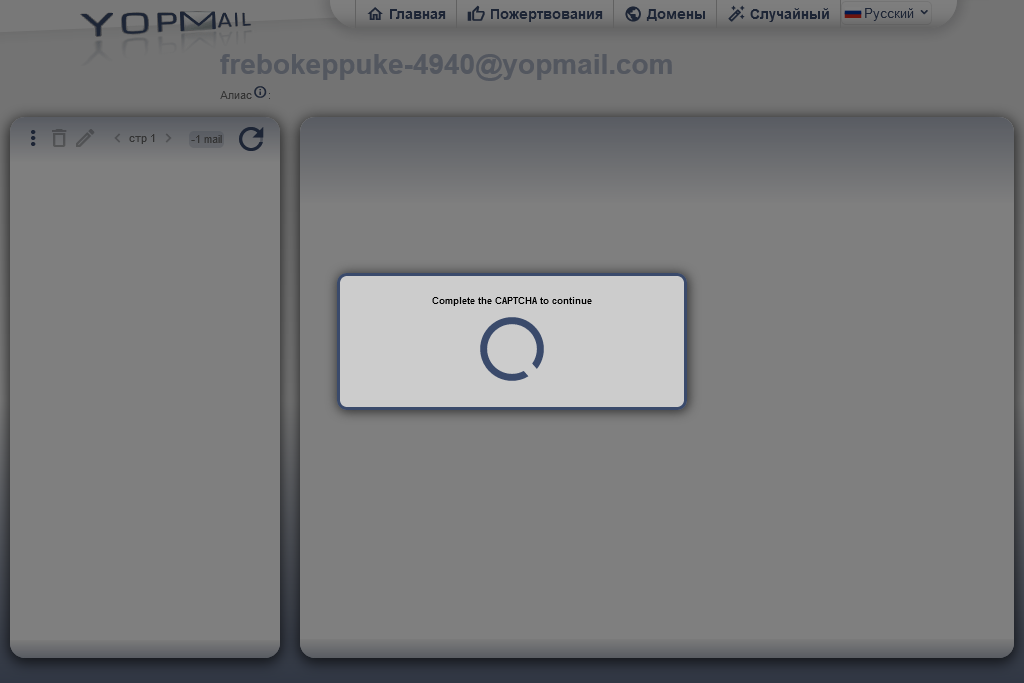 YOPMAIL
Главная
Пожертвования
Домены
Случайный
Русский
frebokeppuke-4940@yopmail.com
Алиас :
стр 1
-1 mail
Complete the CAPTCHA to continue